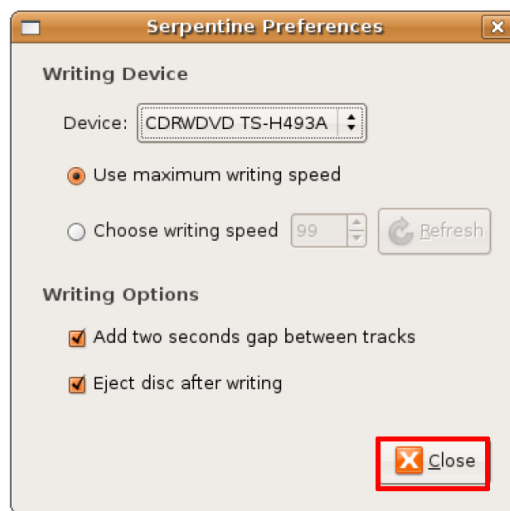 Serpentine Preferences
Writing Device
Device: CDRWDVD TS-H493A
Use maximum writing speed
Choose writing speed 99 Refresh
Writing Options
Add two seconds gap between tracks
Eject disc after writing
Close